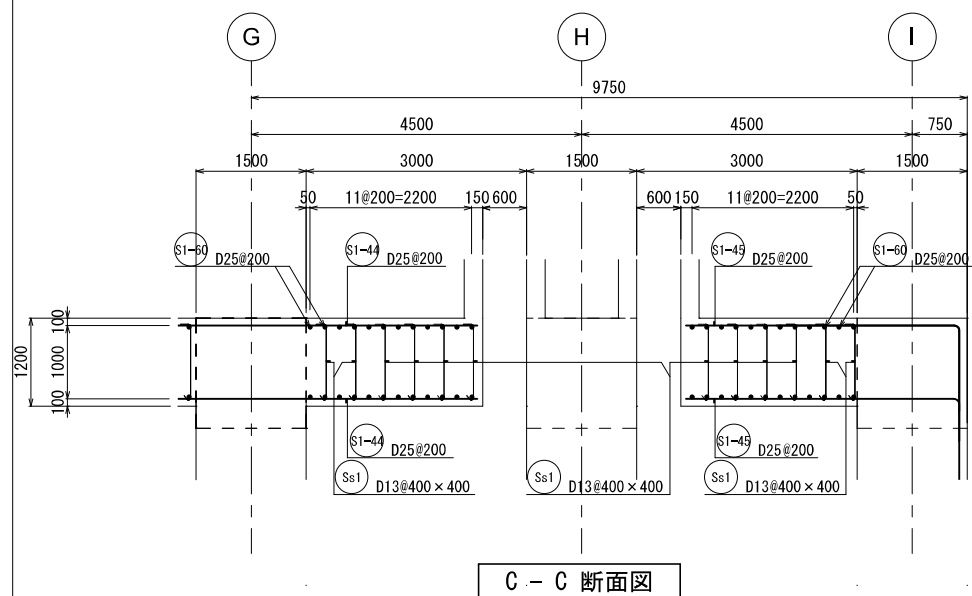 G
H
I
9750
4500
4500
750
1500
3000
1500
3000
1500
50
11@200=2200
150
600
600
150
11@200=2200
50
S1-60
D25@200
S1-44
D25@200
S1-45
D25@200
S1-60
D25@200
100
1000
100
1200
S1-44
D25@200
S1-45
D25@200
Ss1
D13@400×400
Ss1
D13@400×400
Ss1
D13@400×400
C - C 断面図